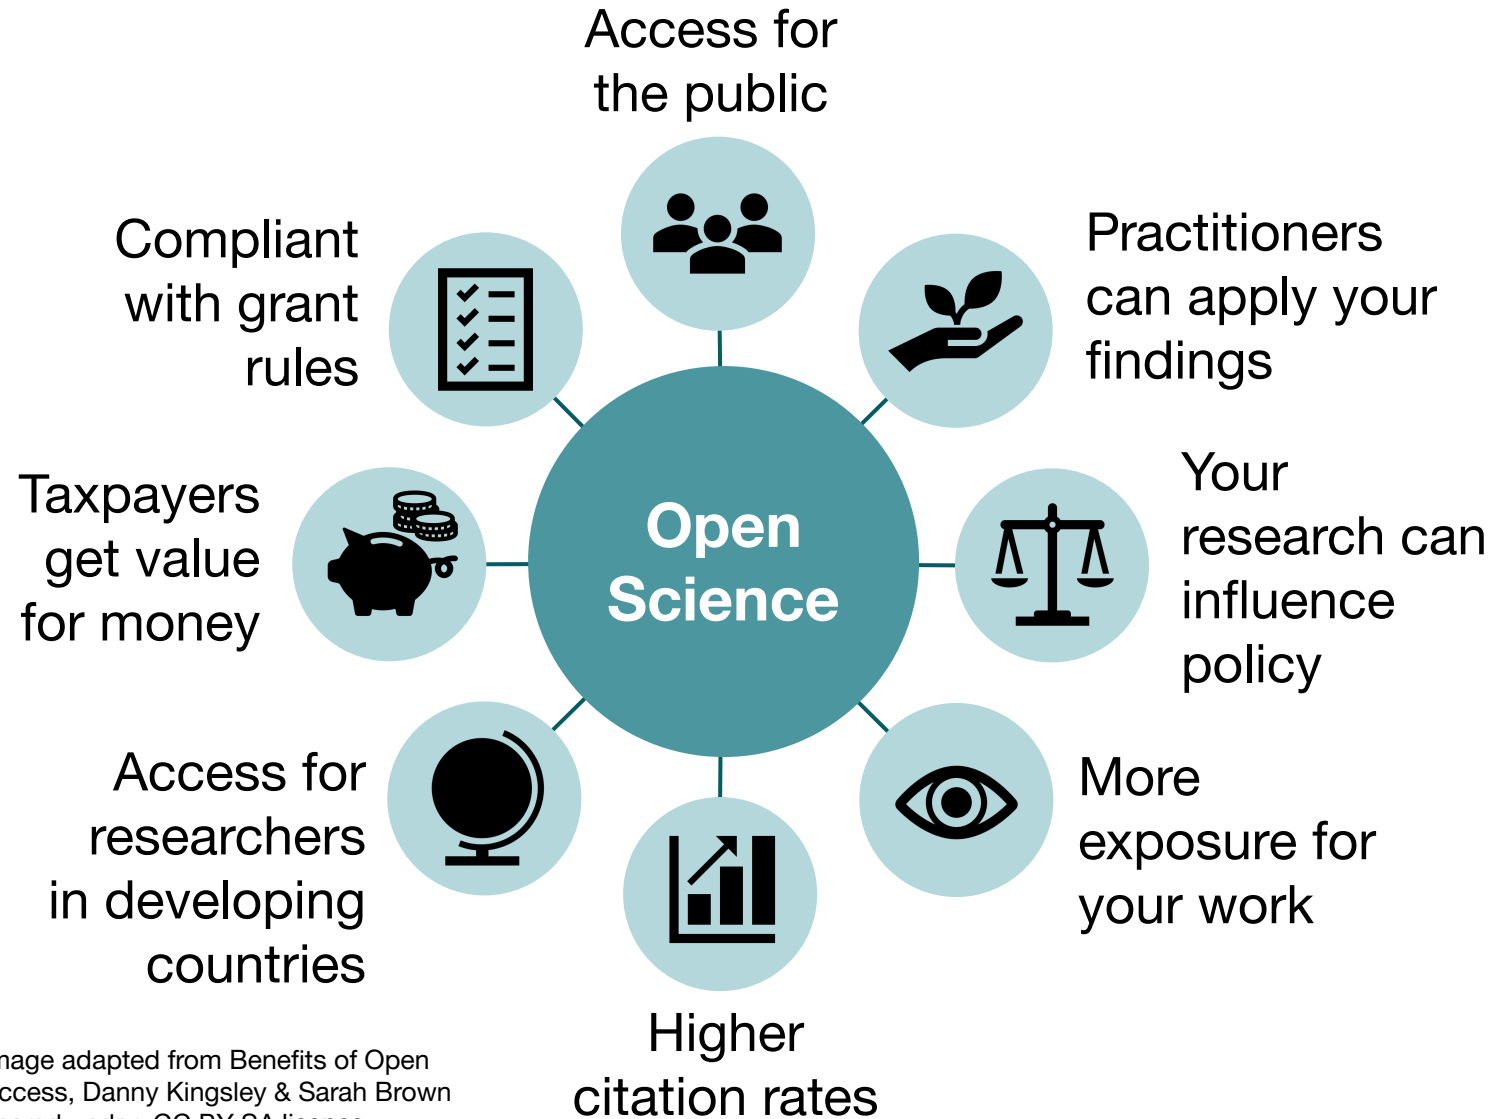 Access for
the public
Practitioners
can apply your
findings
Your
research can
influence
policy
More
exposure for
your work
Higher
citation rates
Access for
researchers
in developing
countries
Taxpayers
get value
for money
Compliant
with grant
rules
Open
Science
mage adapted from Benefits of Open
ccess, Danny Kingsley & Sarah Brown